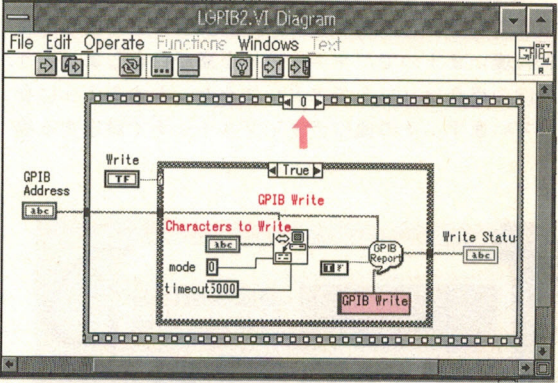 LGPIB2.VI Diagram
File Edit Operate Functions Windows Text
0
Write
TF
True
GPIB
Address
abc
GPIB Write
Characters to Write
abc
mode 0
timeout 5000
GPIB
Report
GPIB Write
Write Statu
abc